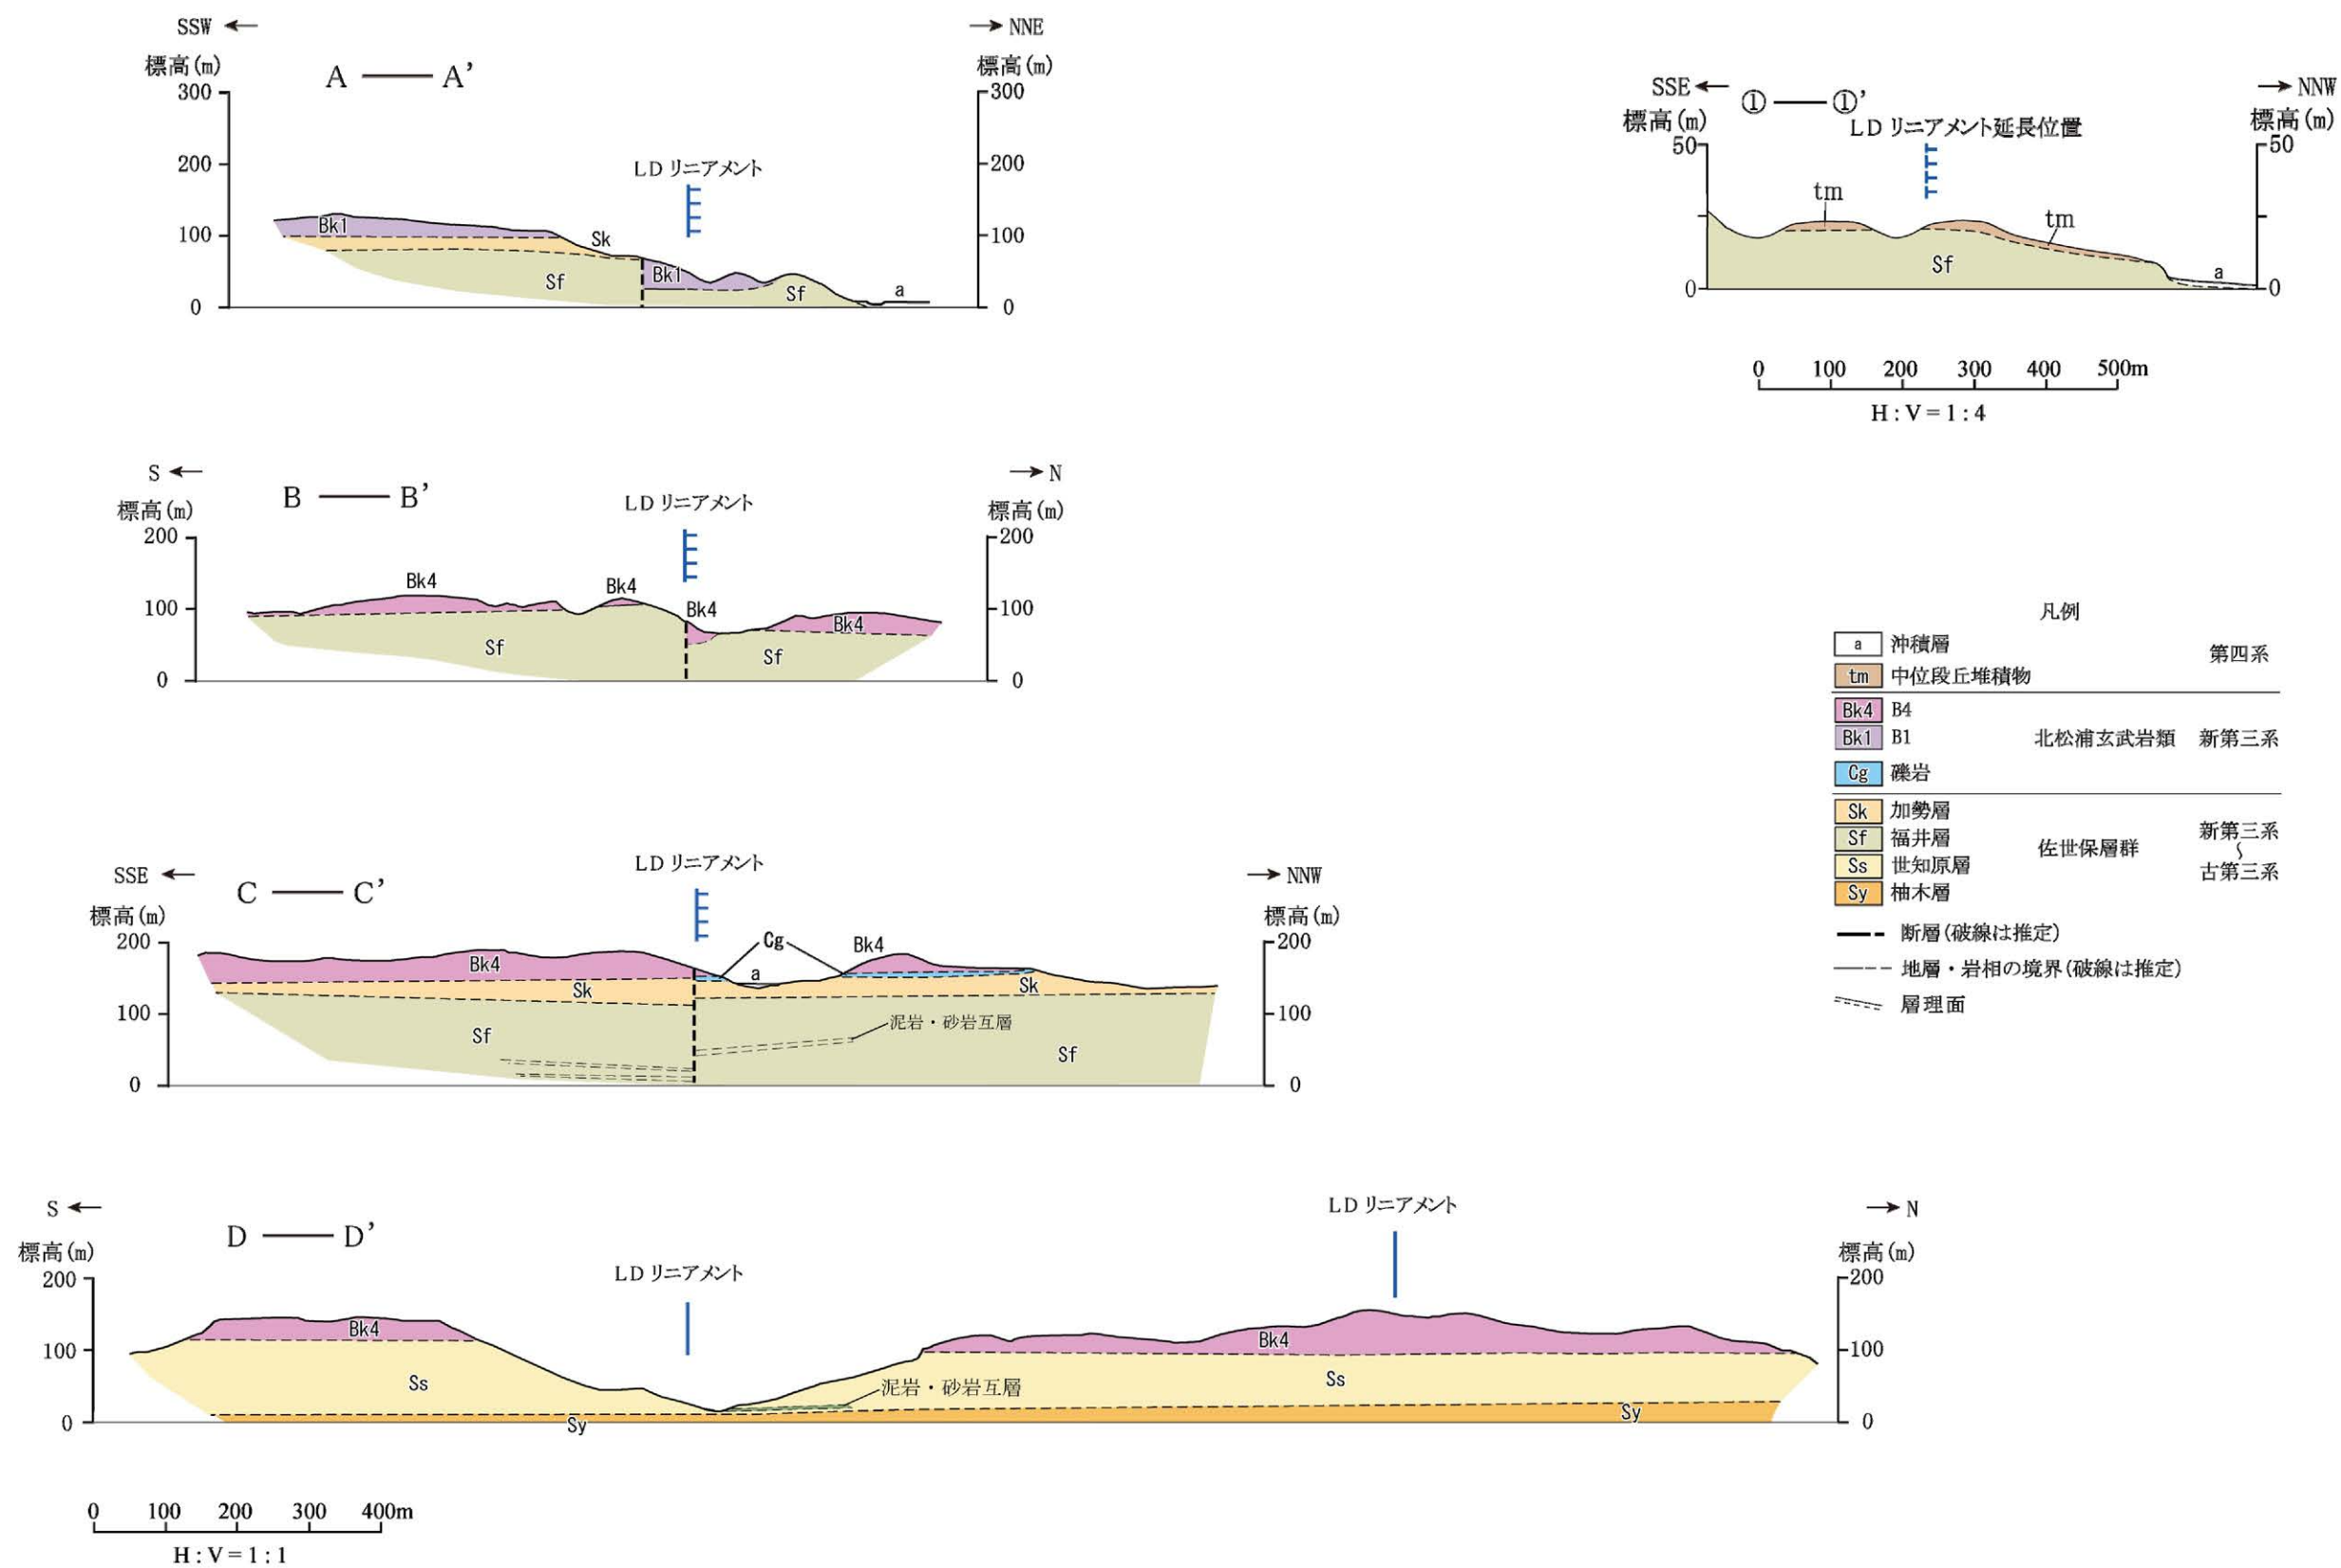 SSW ← → NNE
標高(m) A ── A’ 標高(m)
300 300
200 LDリニアメント 200
Bk1
100 Sk 100
Bk1
Sf Sf a
0 0
SSE ← ① ── ①’ → NNW
標高(m) LDリニアメント延長位置 標高(m)
50 50
tm tm
Sf a
0 0
0 100 200 300 400 500m
H:V=1:4
S ← → N
B ── B’ LDリニアメント
標高(m) 標高(m)
200 200
Bk4 Bk4
100 Bk4 Bk4 100
Sf Sf
0 0
LDリニアメント
SSE ← → NNW
C ── C’
標高(m) 標高(m)
200 Cg Bk4 200
Bk4 a
Sk Sk
100 泥岩・砂岩互層 100
Sf Sf
0 0
S ← LDリニアメント → N
D ── D’
標高(m) LDリニアメント 標高(m)
200 200
Bk4 Bk4
100 100
Ss 泥岩・砂岩互層 Ss
0 Sy Sy 0
0 100 200 300 400m
H:V=1:1
凡例
a 沖積層 第四系
tm 中位段丘堆積物
Bk4 B4
Bk1 B1 北松浦玄武岩類 新第三系
Cg 礫岩
Sk 加勢層 新第三系
Sf 福井層 佐世保層群 〜
Ss 世知原層 古第三系
Sy 柚木層
断層(破線は推定)
地層・岩相の境界(破線は推定)
層理面